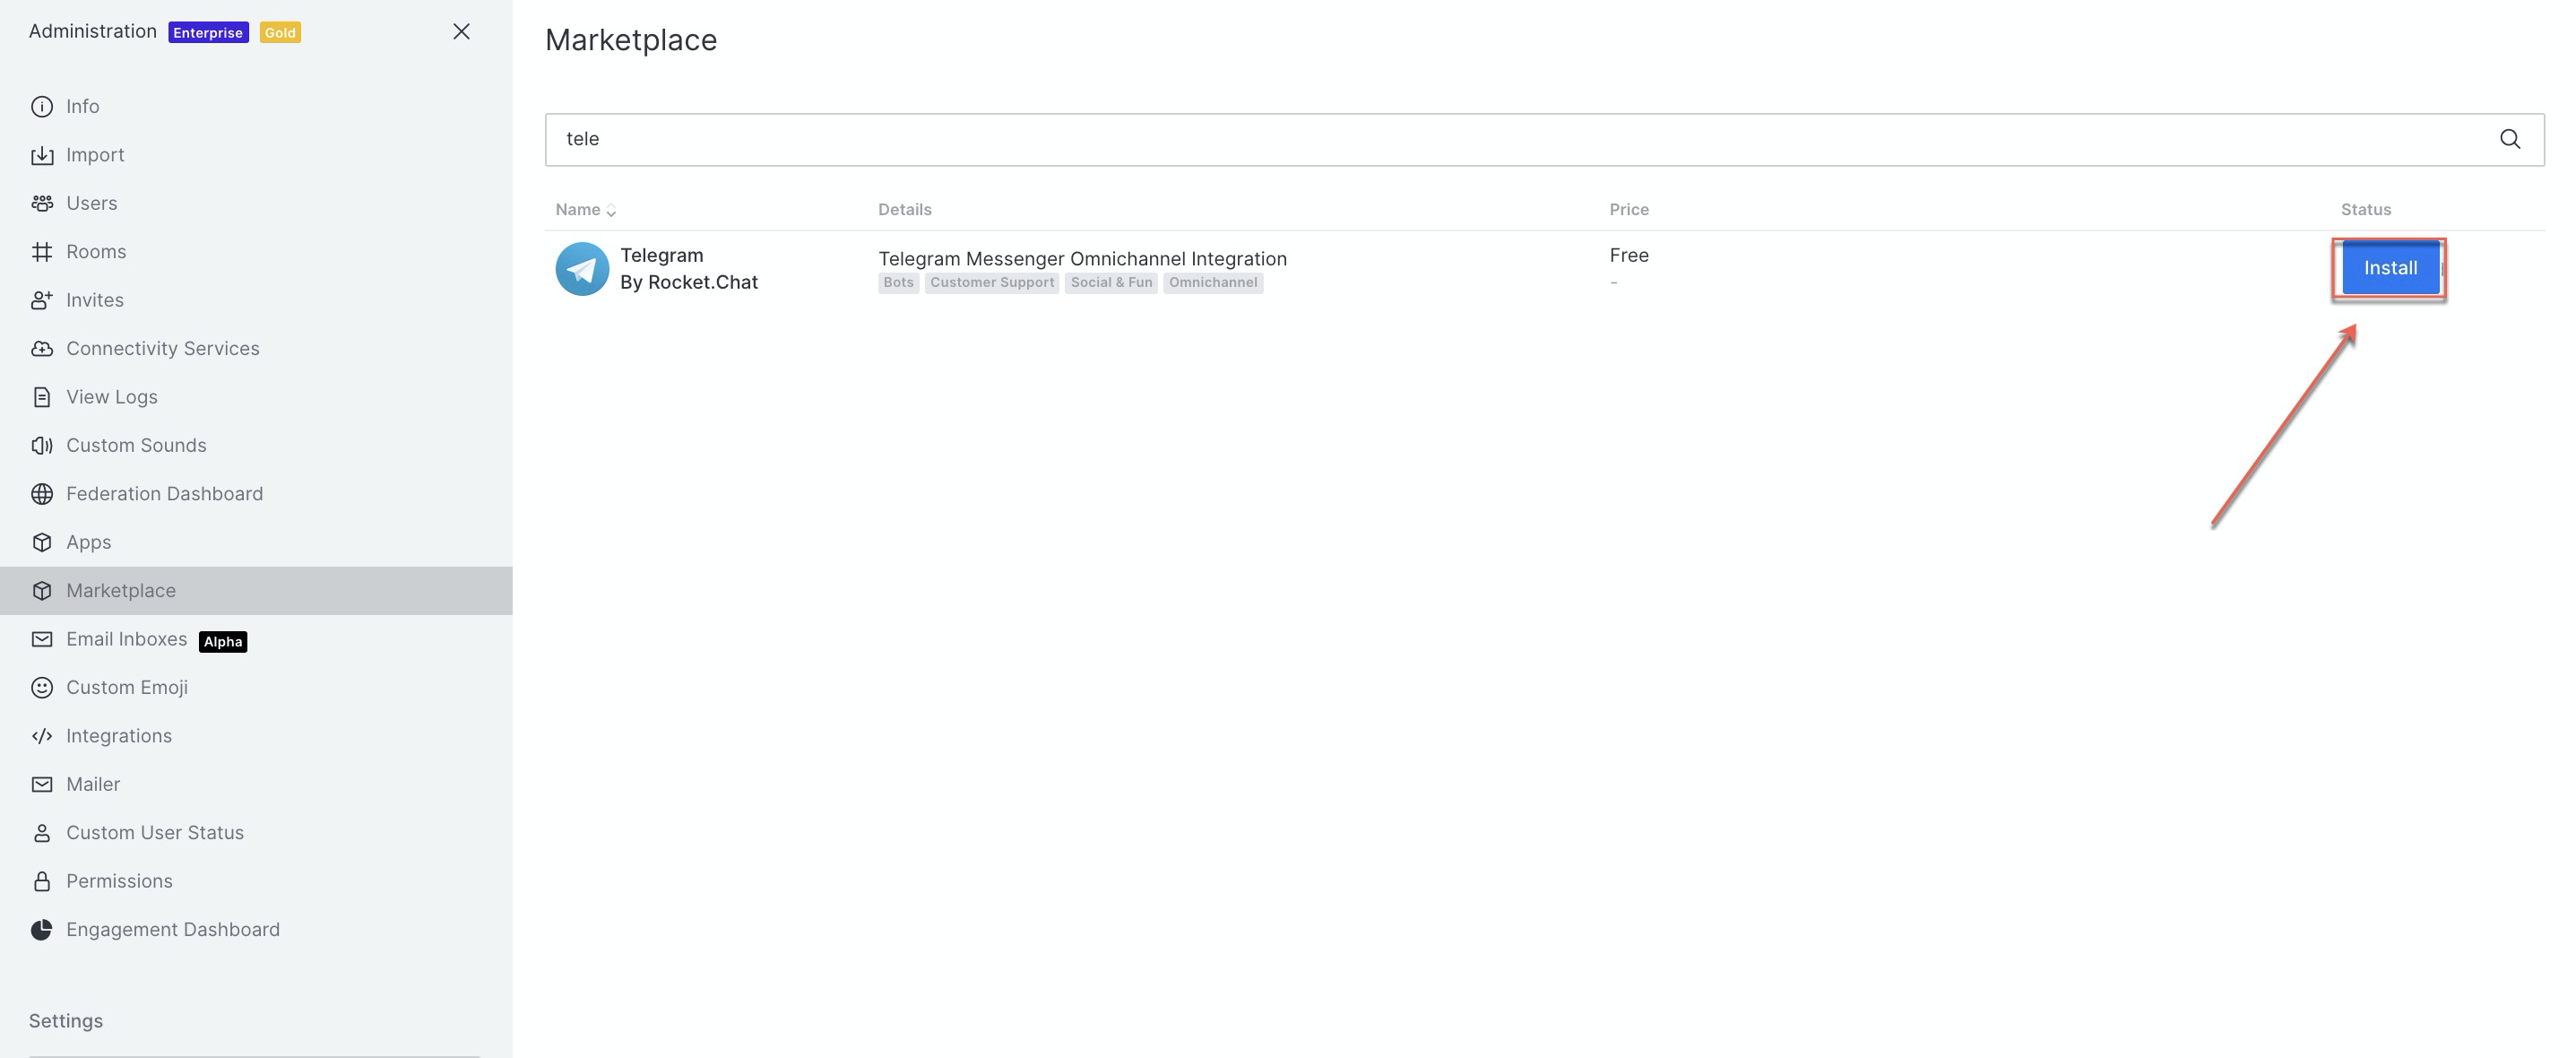 Administration Enterprise Gold
Info
Import
Users
Rooms
Invites
Connectivity Services
View Logs
Custom Sounds
Federation Dashboard
Apps
Marketplace
Email Inboxes Alpha
Custom Emoji
Integrations
Mailer
Custom User Status
Permissions
Engagement Dashboard
Settings
Marketplace
tele
Name Details Price Status
Telegram
By Rocket.Chat
Telegram Messenger Omnichannel Integration
Bots Customer Support Social & Fun Omnichannel
Free
-
Install